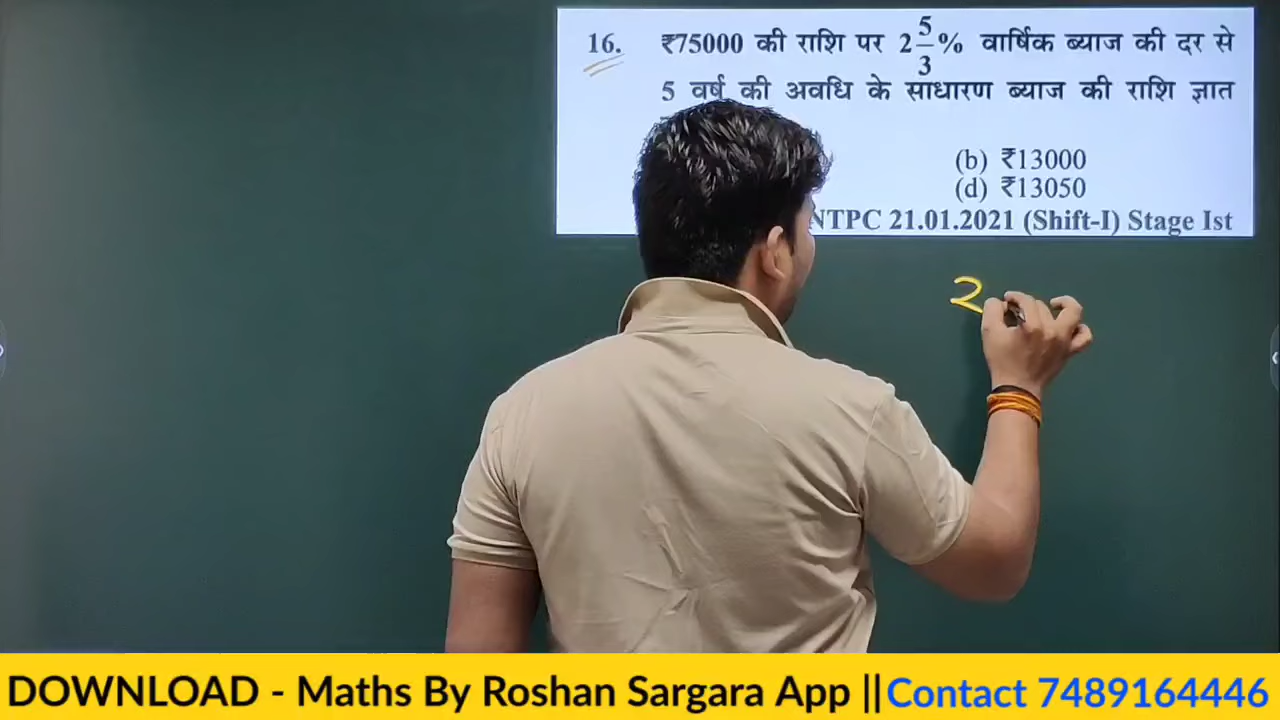 16. ₹75000 की राशि पर 2 5/3 % वार्षिक ब्याज की दर से
5 वर्ष की अवधि के साधारण ब्याज की राशि ज्ञात
(b) ₹13000
(d) ₹13050
NTPC 21.01.2021 (Shift-I) Stage Ist
2
DOWNLOAD - Maths By Roshan Sargara App || Contact 7489164446